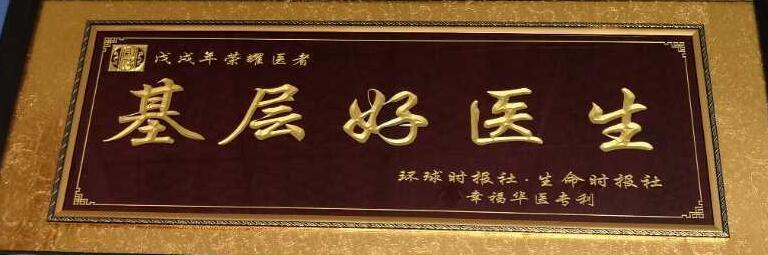 戊戌年荣耀医者
基层好医生
环球时报社·生命时报社
幸福华医专利